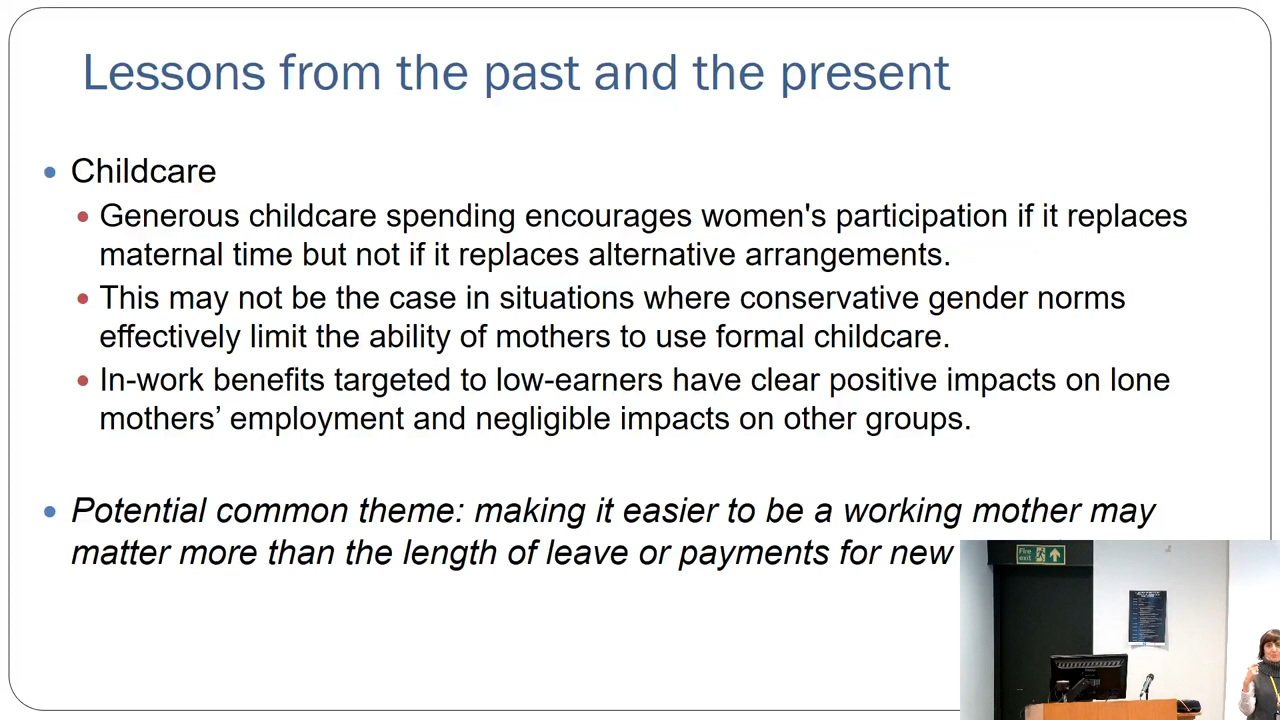 Lessons from the past and the present
Childcare
Generous childcare spending encourages women's participation if it replaces
maternal time but not if it replaces alternative arrangements.
This may not be the case in situations where conservative gender norms
effectively limit the ability of mothers to use formal childcare.
In-work benefits targeted to low-earners have clear positive impacts on lone
mothers’ employment and negligible impacts on other groups.
Potential common theme: making it easier to be a working mother may
matter more than the length of leave or payments for new
Fire
exit